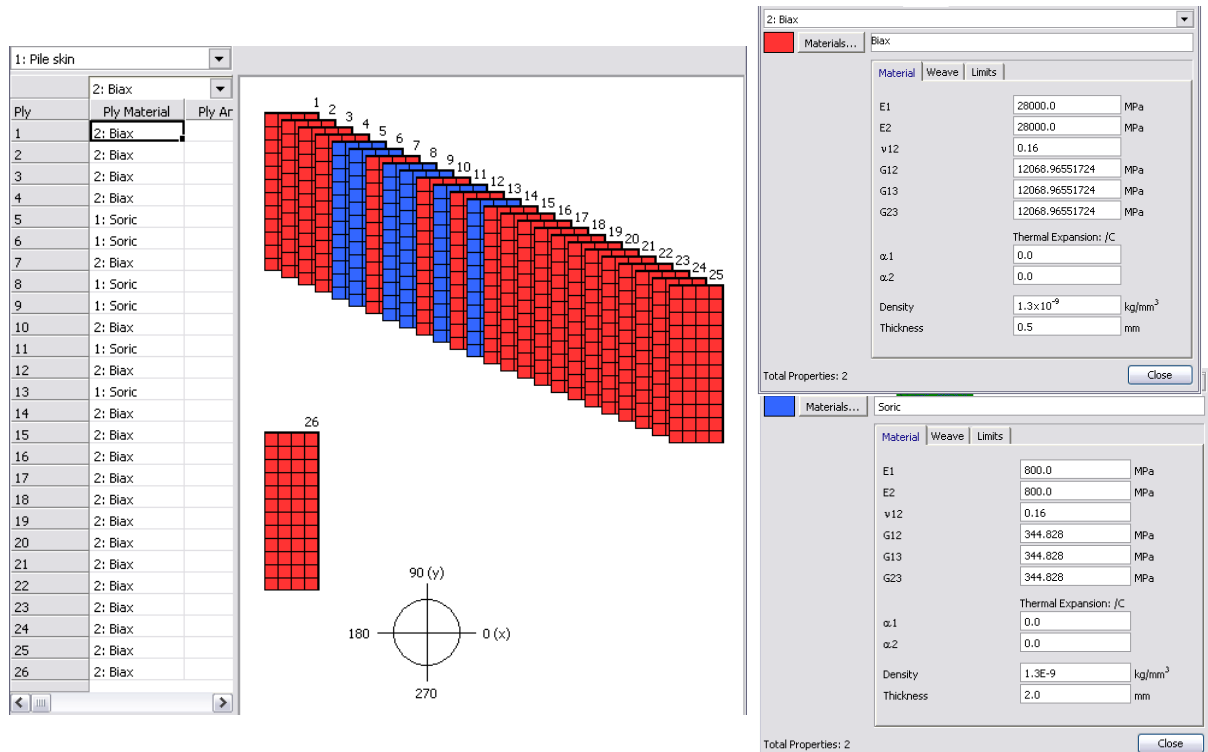 1: Pile skin
2: Biax
Ply Ply Material Ply Ar
1 2: Biax
2 2: Biax
3 2: Biax
4 2: Biax
5 1: Soric
6 1: Soric
7 2: Biax
8 1: Soric
9 1: Soric
10 2: Biax
11 1: Soric
12 2: Biax
13 1: Soric
14 2: Biax
15 2: Biax
16 2: Biax
17 2: Biax
18 2: Biax
19 2: Biax
20 2: Biax
21 2: Biax
22 2: Biax
23 2: Biax
24 2: Biax
25 2: Biax
26 2: Biax
1
2
3
4
5
6
7
8
9
10
11
12
13
14
15
16
17
18
19
20
21
22
23
24
25
26
90 (y)
180
0 (x)
270
2: Biax
Materials... Biax
Material Weave Limits
E1 28000.0 MPa
E2 28000.0 MPa
ν12 0.16
G12 12068.96551724 MPa
G13 12068.96551724 MPa
G23 12068.96551724 MPa
Thermal Expansion: /C
α1 0.0
α2 0.0
Density 1.3x10⁻⁹ kg/mm³
Thickness 0.5 mm
Total Properties: 2 Close
Materials... Soric
Material Weave Limits
E1 800.0 MPa
E2 800.0 MPa
ν12 0.16
G12 344.828 MPa
G13 344.828 MPa
G23 344.828 MPa
Thermal Expansion: /C
α1 0.0
α2 0.0
Density 1.3E-9 kg/mm³
Thickness 2.0 mm
Total Properties: 2 Close